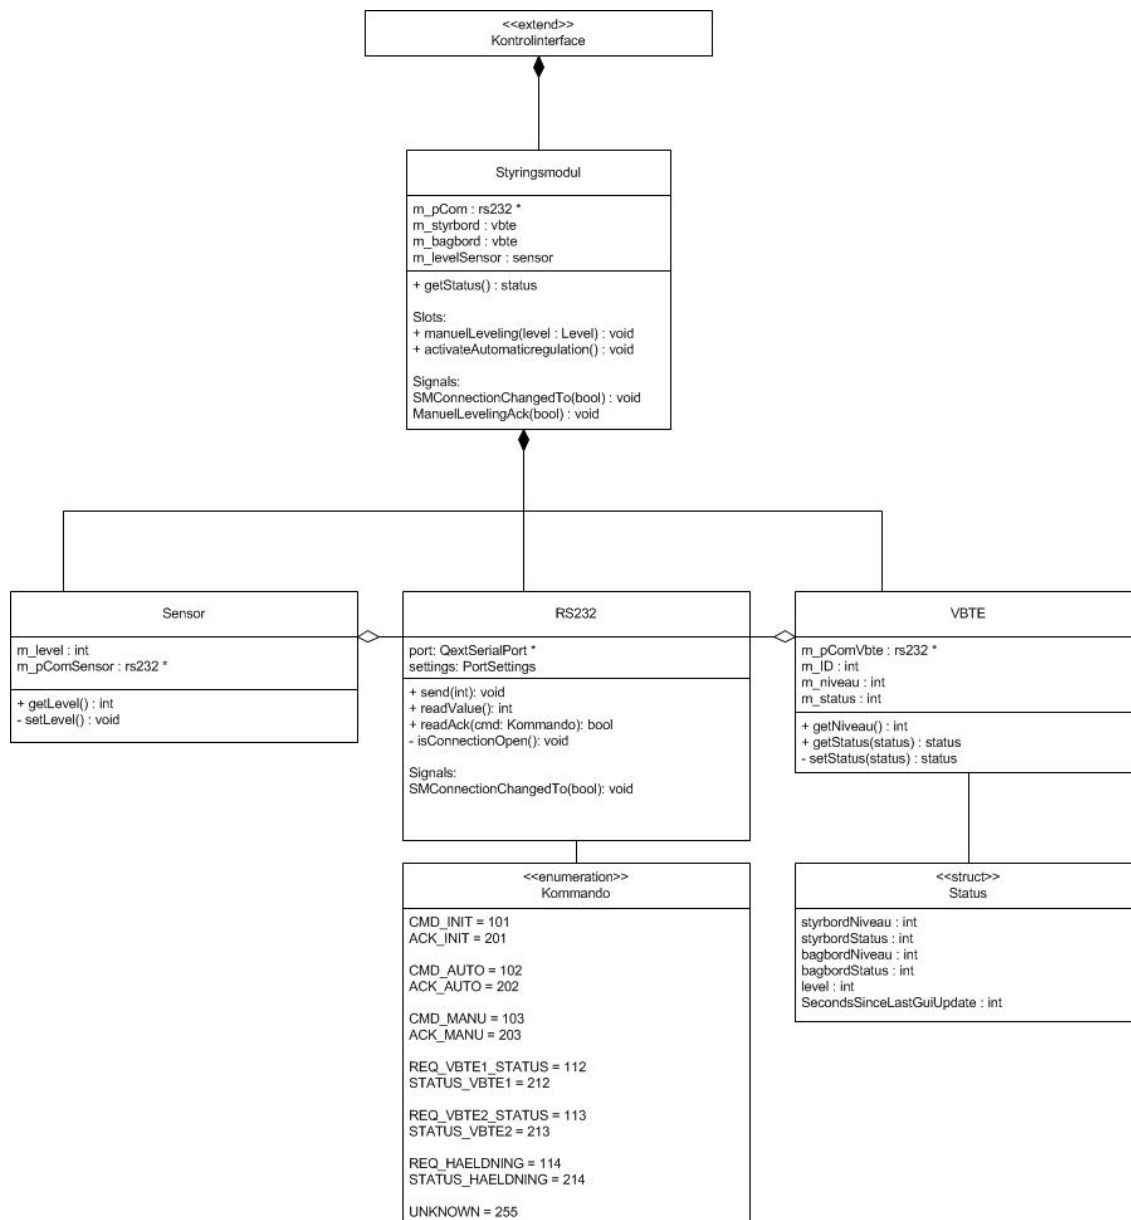 <<extend>>
Kontrolinterface
Styringsmodul
m_pCom : rs232 *
m_styrbord : vbte
m_bagbord : vbte
m_levelSensor : sensor
+ getStatus() : status
Slots:
+ manuelLeveling(level : Level) : void
+ activateAutomaticregulation() : void
Signals:
SMConnectionChangedTo(bool) : void
ManuelLevelingAck(bool) : void
Sensor
m_level : int
m_pComSensor : rs232 *
+ getLevel() : int
- setLevel() : void
RS232
port: QextSerialPort *
settings: PortSettings
+ send(int): void
+ readValue(): int
+ readAck(cmd: Kommando): bool
- isConnectionOpen(): void
Signals:
SMConnectionChangedTo(bool): void
VBTE
m_pComVbte : rs232 *
m_ID : int
m_niveau : int
m_status : int
+ getNiveau() : int
+ getStatus(status) : status
- setStatus(status) : status
<<enumeration>>
Kommando
CMD_INIT = 101
ACK_INIT = 201
CMD_AUTO = 102
ACK_AUTO = 202
CMD_MANU = 103
ACK_MANU = 203
REQ_VBTE1_STATUS = 112
STATUS_VBTE1 = 212
REQ_VBTE2_STATUS = 113
STATUS_VBTE2 = 213
REQ_HAELDNING = 114
STATUS_HAELDNING = 214
UNKNOWN = 255
<<struct>>
Status
styrbordNiveau : int
styrbordStatus : int
bagbordNiveau : int
bagbordStatus : int
level : int
SecondsSinceLastGuiUpdate : int